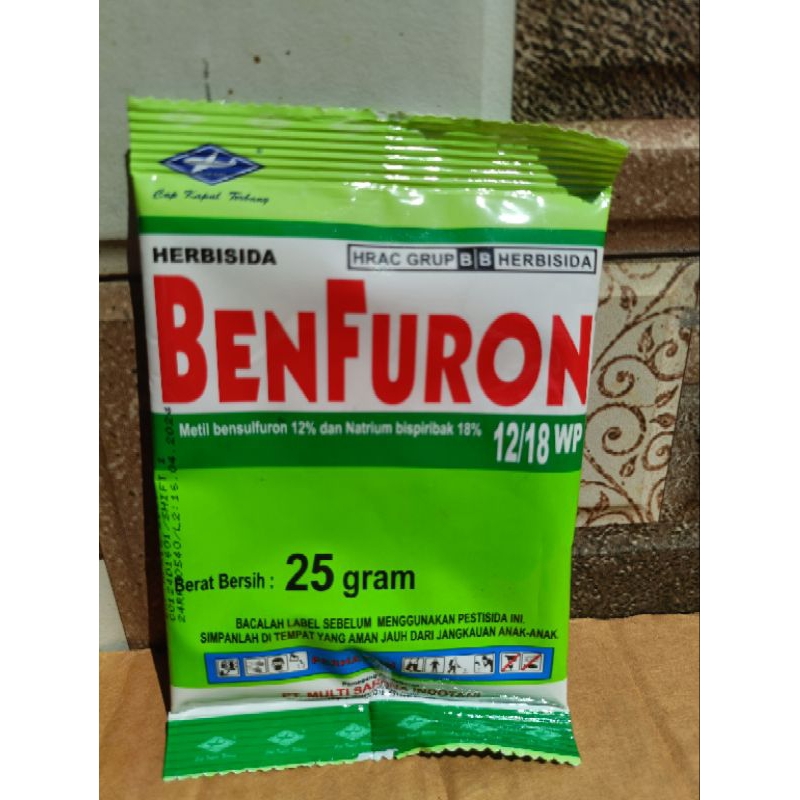 Cap Kapal Terbang
HERBISIDA
HRAC GRUP B B HERBISIDA
BENFURON
Metil bensulfuron 12% dan Natrium bispiribak 18%
12/18 WP
Berat Bersih : 25 gram
BACALAH LABEL SEBELUM MENGGUNAKAN PESTISIDA INI.
SIMPANLAH DI TEMPAT YANG AMAN JAUH DARI JANGKAUAN ANAK-ANAK.
PT. MULTI